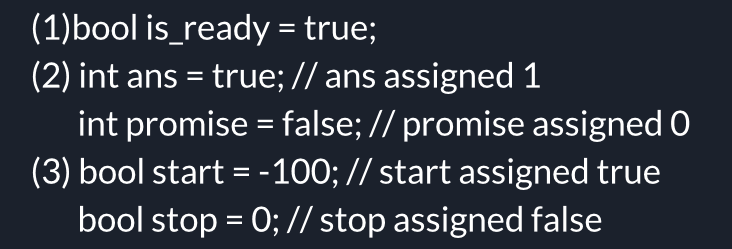 (1)bool is_ready = true;
(2) int ans = true; // ans assigned 1
int promise = false; // promise assigned 0
(3) bool start = -100; // start assigned true
bool stop = 0; // stop assigned false